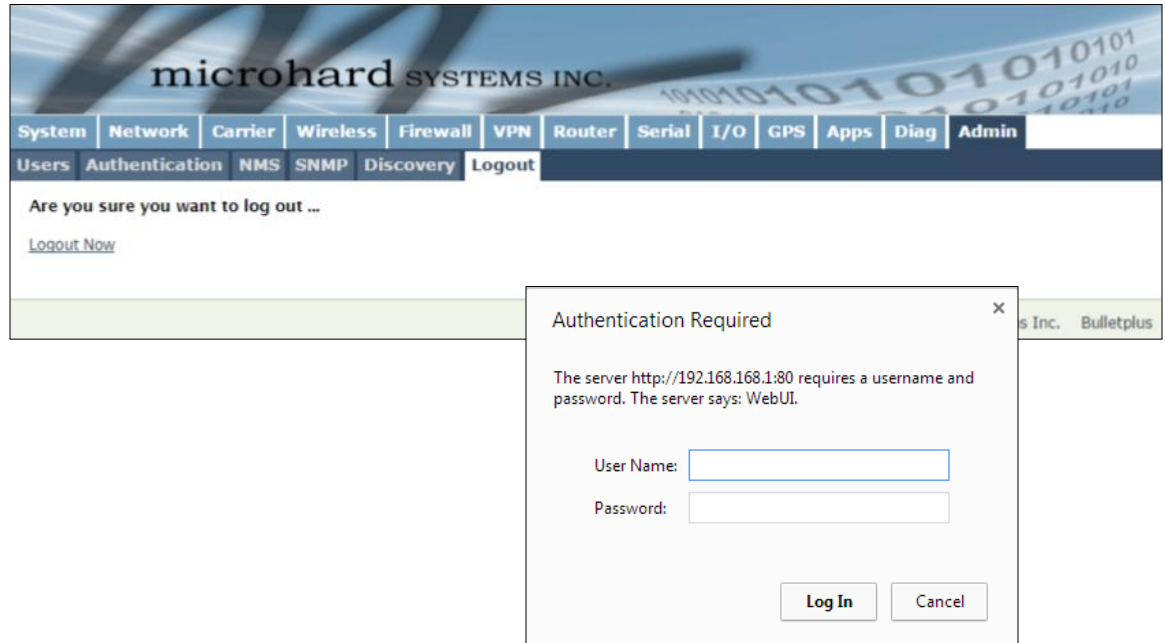 microhard SYSTEMS INC.
System Network Carrier Wireless Firewall VPN Router Serial I/O GPS Apps Diag Admin
Users Authentication NMS SNMP Discovery Logout
Are you sure you want to log out ...
Logout Now
s Inc. Bulletplus
Authentication Required
×
The server http://192.168.168.1:80 requires a username and
password. The server says: WebUI.
User Name:
Password:
Log In Cancel